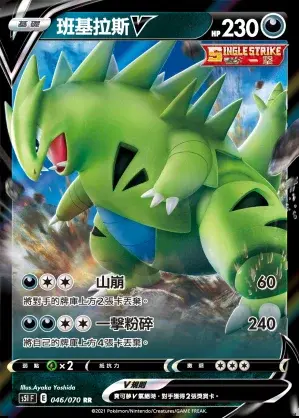 基礎 班基拉斯V HP230
SINGLE STRIKE
一擊
山崩 60
將對手的牌庫上方2張卡丟棄。
一擊粉碎 240
將自己的牌庫上方4張卡丟棄。
弱點 ×2 抵抗力 撤退
V規則
Illus.Ayaka Yoshida
s5I F E 046/070 RR
寶可夢V氣絕時,對手獲得2張獎賞卡。
©2021 Pokémon/Nintendo/Creatures/GAME FREAK.